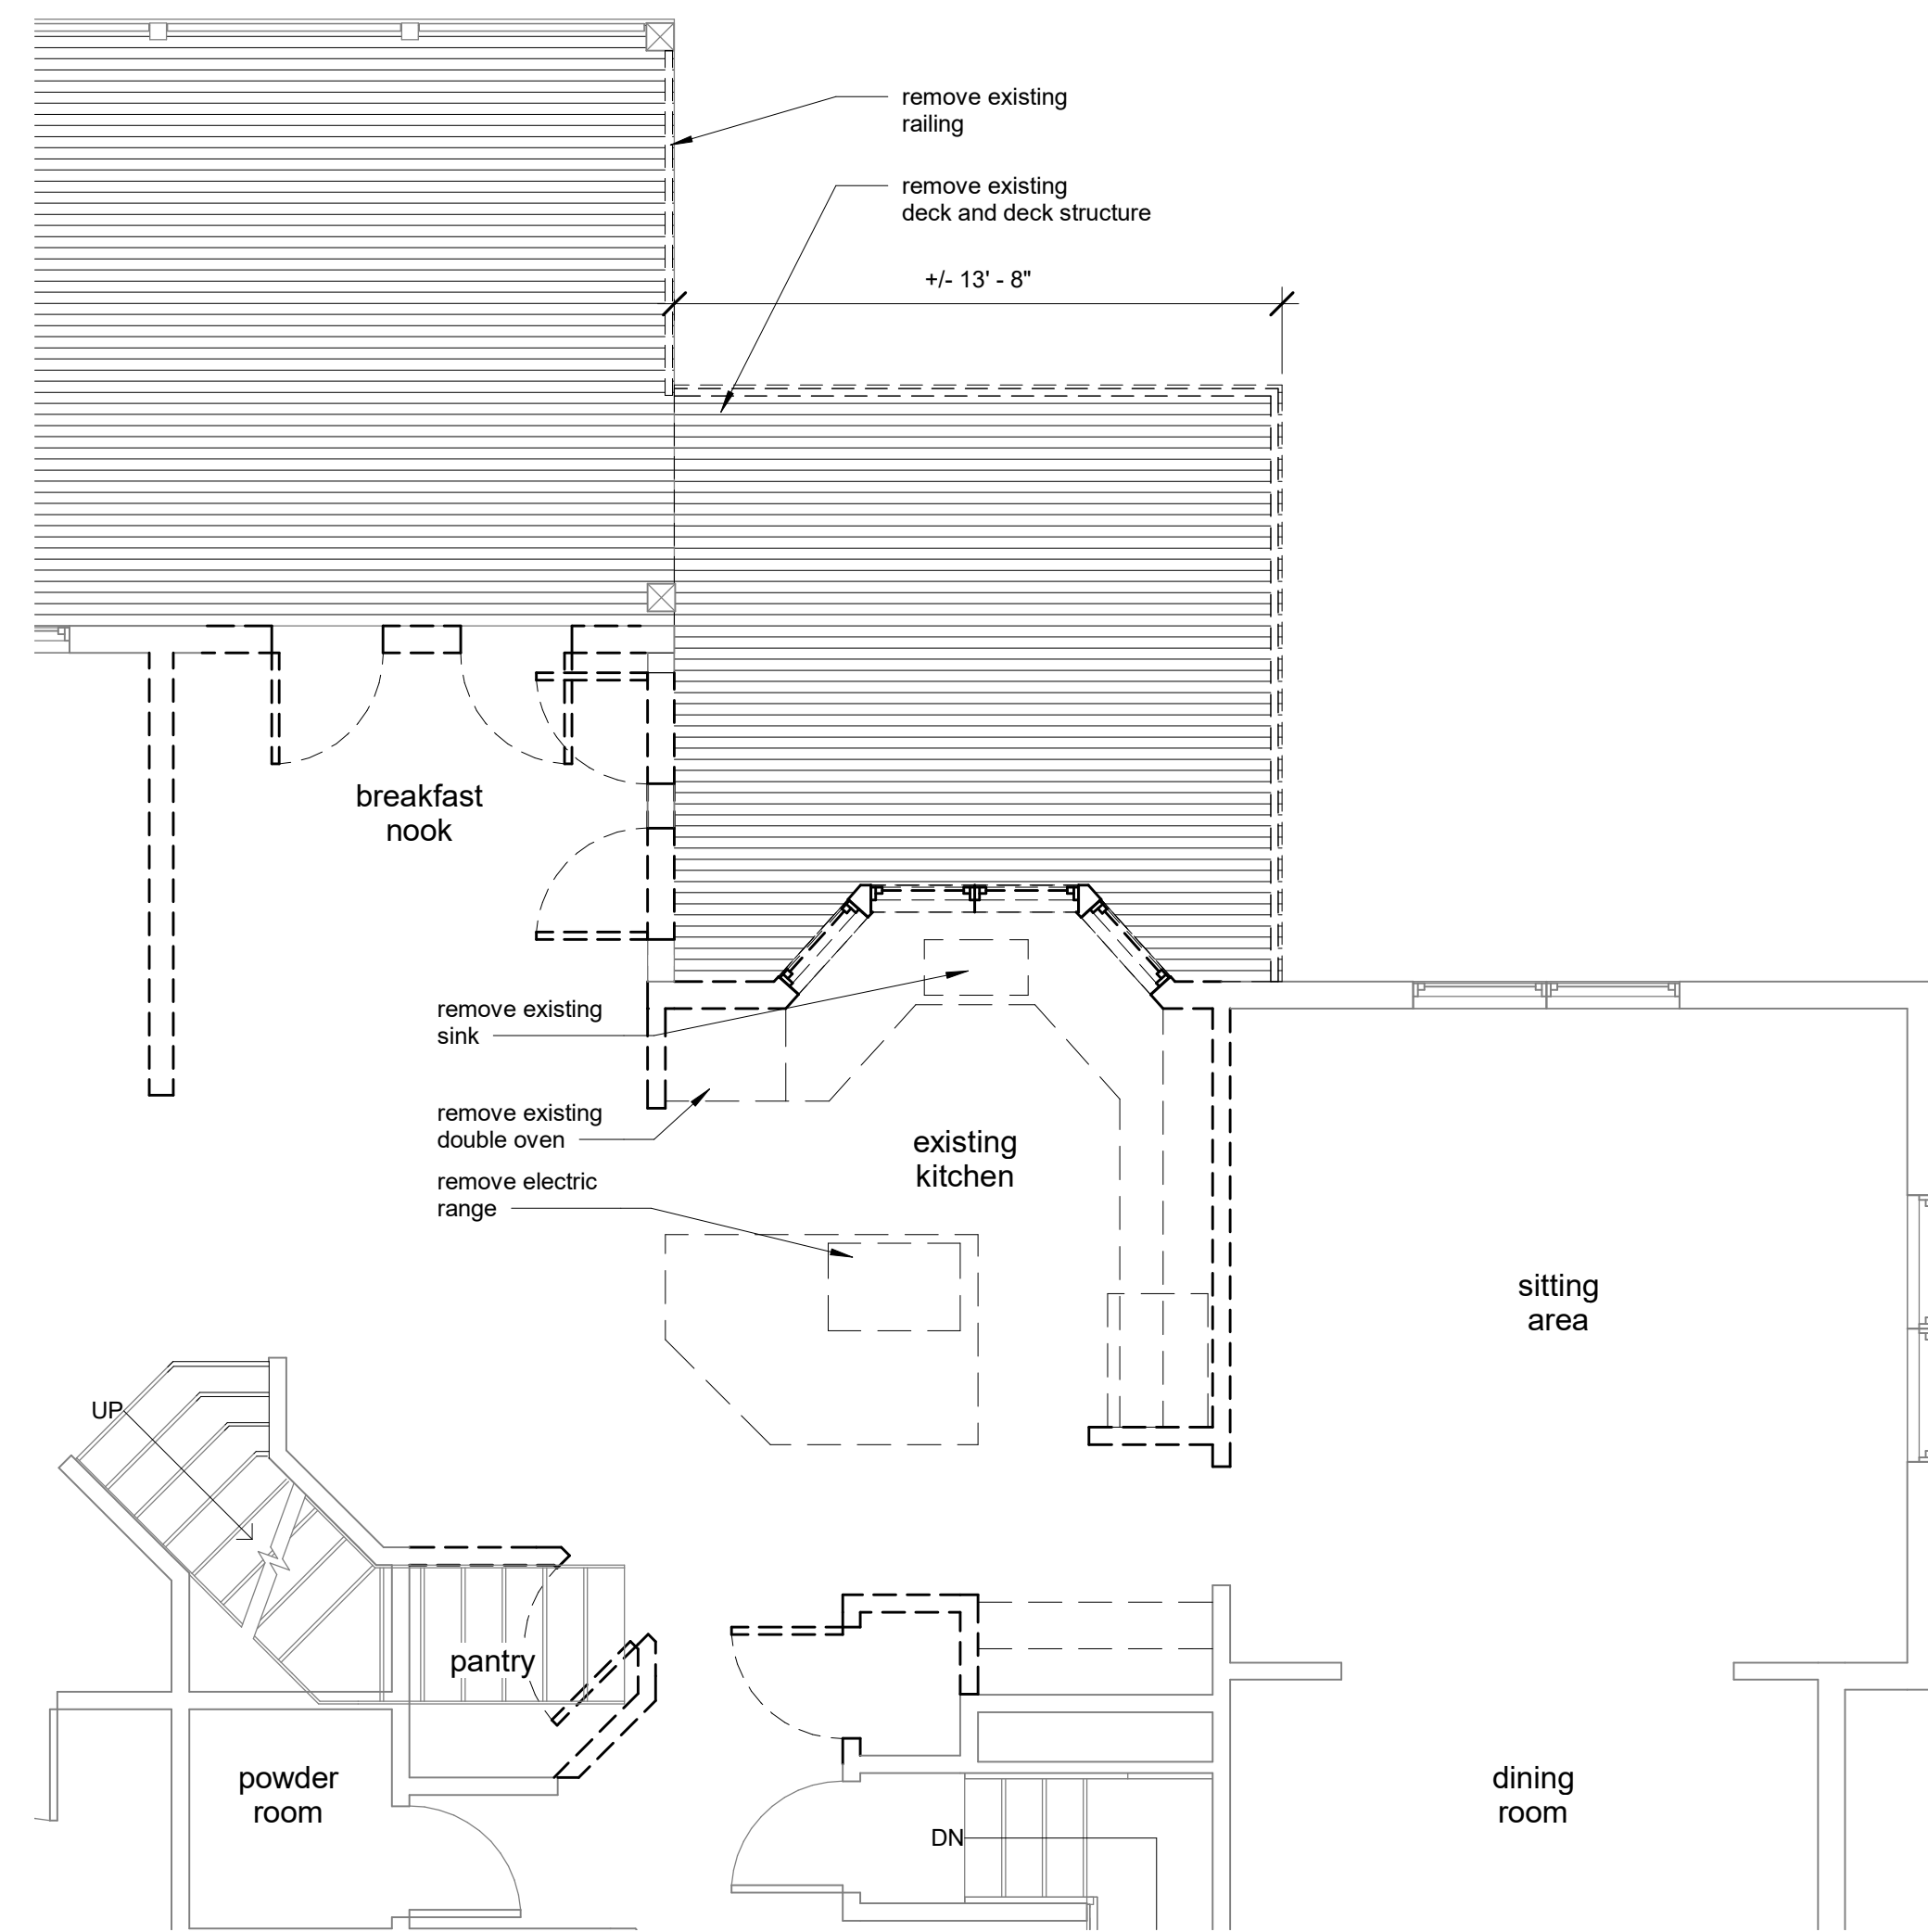 remove existing
railing
remove existing
deck and deck structure
+/- 13' - 8"
breakfast
nook
remove existing
sink
remove existing
double oven
existing
kitchen
remove electric
range
sitting
area
UP
pantry
powder
room
dining
room
DN